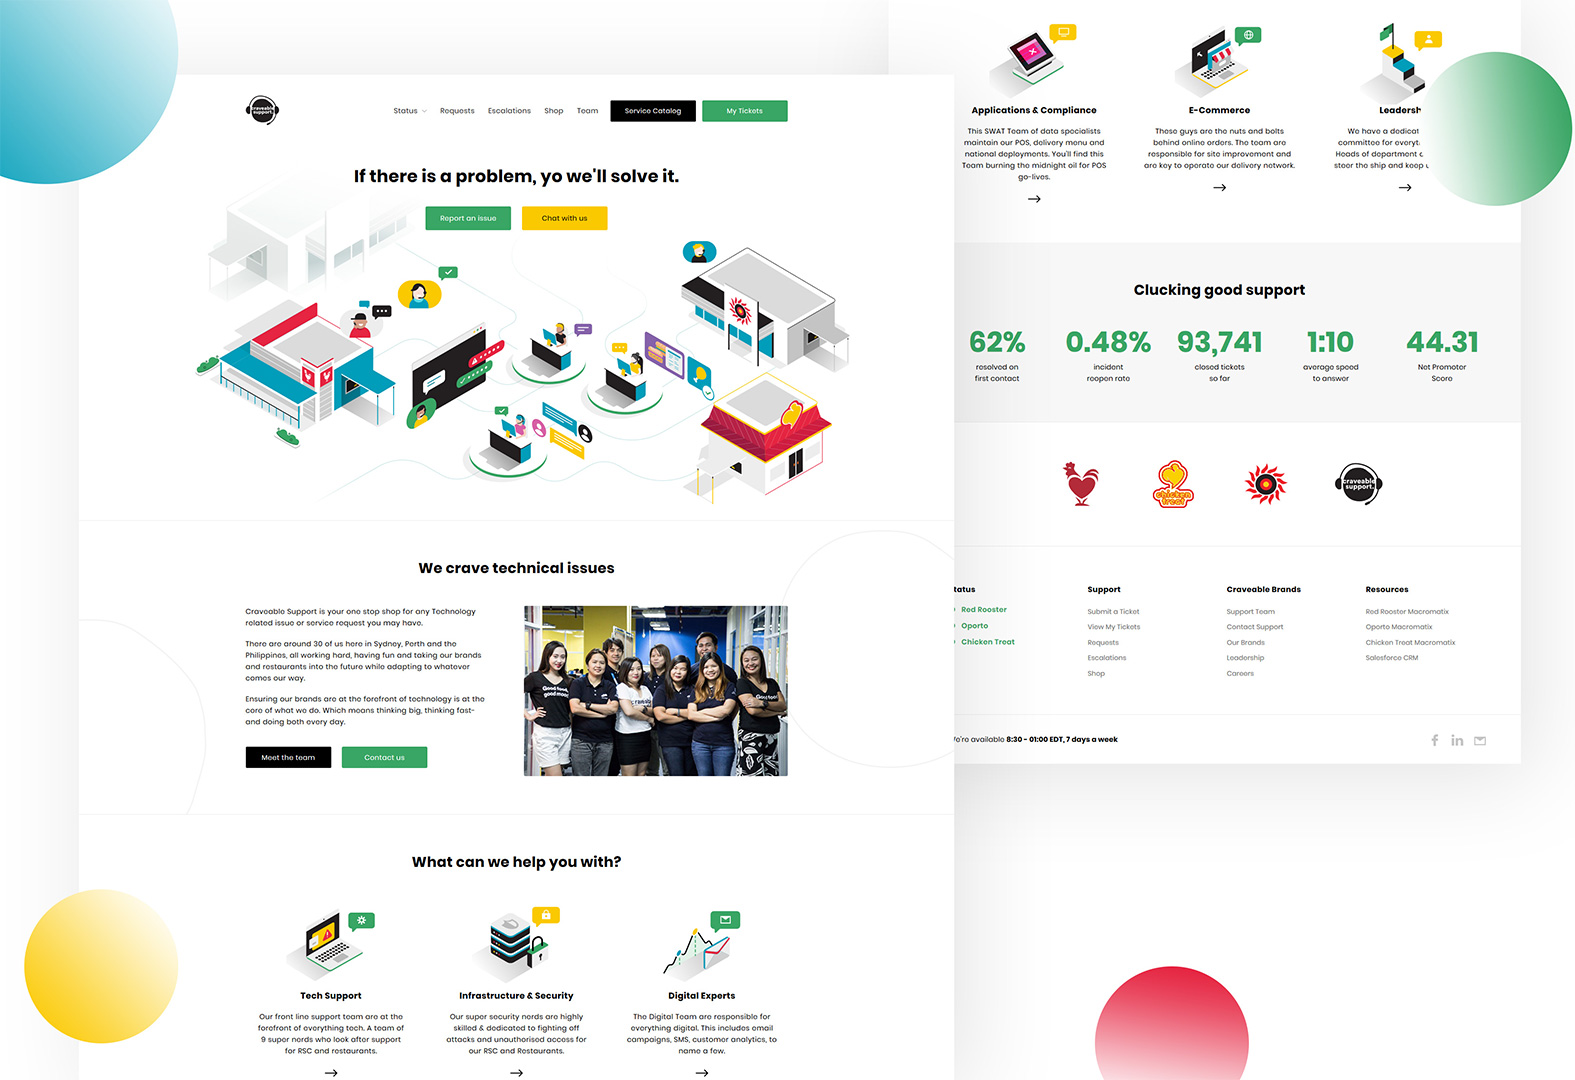 craveable
support.
Status
Requests
Escalations
Shop
Team
Service Catalog
My Tickets
If there is a problem, yo we'll solve it.
Report an issue
Chat with us
We crave technical issues
Craveable Support is your one stop shop for any Technology
related issue or service request you may have.
There are around 30 of us here in Sydney, Perth and the
Philippines, all working hard, having fun and taking our brands
and restaurants into the future while adapting to whatever
comes our way.
Ensuring our brands are at the forefront of technology is at the
core of what we do. Which means thinking big, thinking fast-
and doing both every day.
Meet the team
Contact us
Good food,
good mood
Good food
What can we help you with?
Tech Support
Our front line support team are at the
forefront of everything tech. A team of
9 super nerds who look after support
for RSC and restaurants.
Infrastructure & Security
Our super security nerds are highly
skilled & dedicated to fighting off
attacks and unauthorised access for
our RSC and Restaurants.
Digital Experts
The Digital Team are responsible for
everything digital. This includes email
campaigns, SMS, customer analytics, to
name a few.
Applications & Compliance
This SWAT Team of data specialists
maintain our POS, delivery menu and
national deployments. You'll find this
Team burning the midnight oil for POS
go-lives.
E-Commerce
These guys are the nuts and bolts
behind online orders. The team are
responsible for site improvement and
are key to operate our delivery network.
Leadersh
We have a dedicat
committee for everyt
Heads of department
steer the ship and keep
Clucking good support
62%
resolved on
first contact
0.48%
incident
reopen rate
93,741
closed tickets
so far
1:10
average speed
to answer
44.31
Net Promoter
Score
chicken
treat
craveable
support.
tatus
Red Rooster
Oporto
Chicken Treat
Support
Submit a Ticket
View My Tickets
Requests
Escalations
Shop
Craveable Brands
Support Team
Contact Support
Our Brands
Leadership
Careers
Resources
Red Rooster Macromatix
Oporto Macromatix
Chicken Treat Macromatix
Salesforce CRM
're available 8:30 - 01:00 EDT, 7 days a week